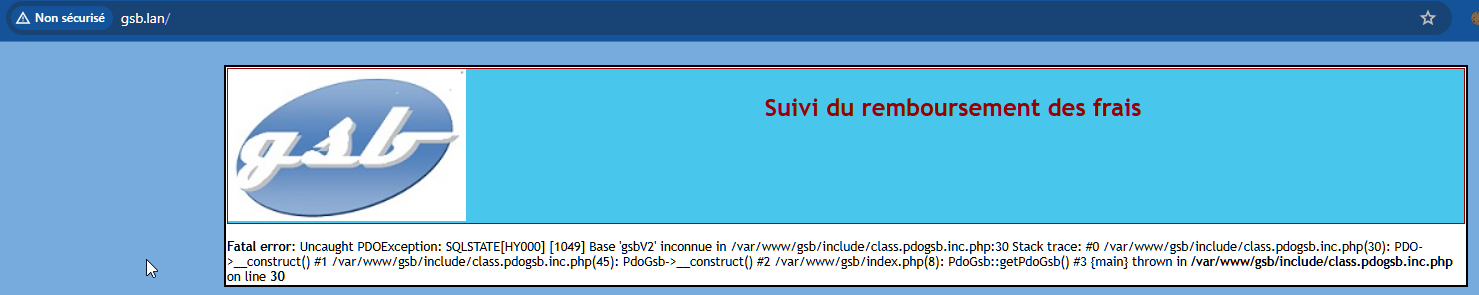 Non sécurisé gsb.lan/
gsb
Suivi du remboursement des frais
Fatal error: Uncaught PDOException: SQLSTATE[HY000] [1049] Base 'gsbV2' inconnue in /var/www/gsb/include/class.pdogsb.inc.php:30 Stack trace: #0 /var/www/gsb/include/class.pdogsb.inc.php(30): PDO-
>__construct() #1 /var/www/gsb/include/class.pdogsb.inc.php(45): PdoGsb->__construct() #2 /var/www/gsb/index.php(8): PdoGsb::getPdoGsb() #3 {main} thrown in /var/www/gsb/include/class.pdogsb.inc.php
on line 30